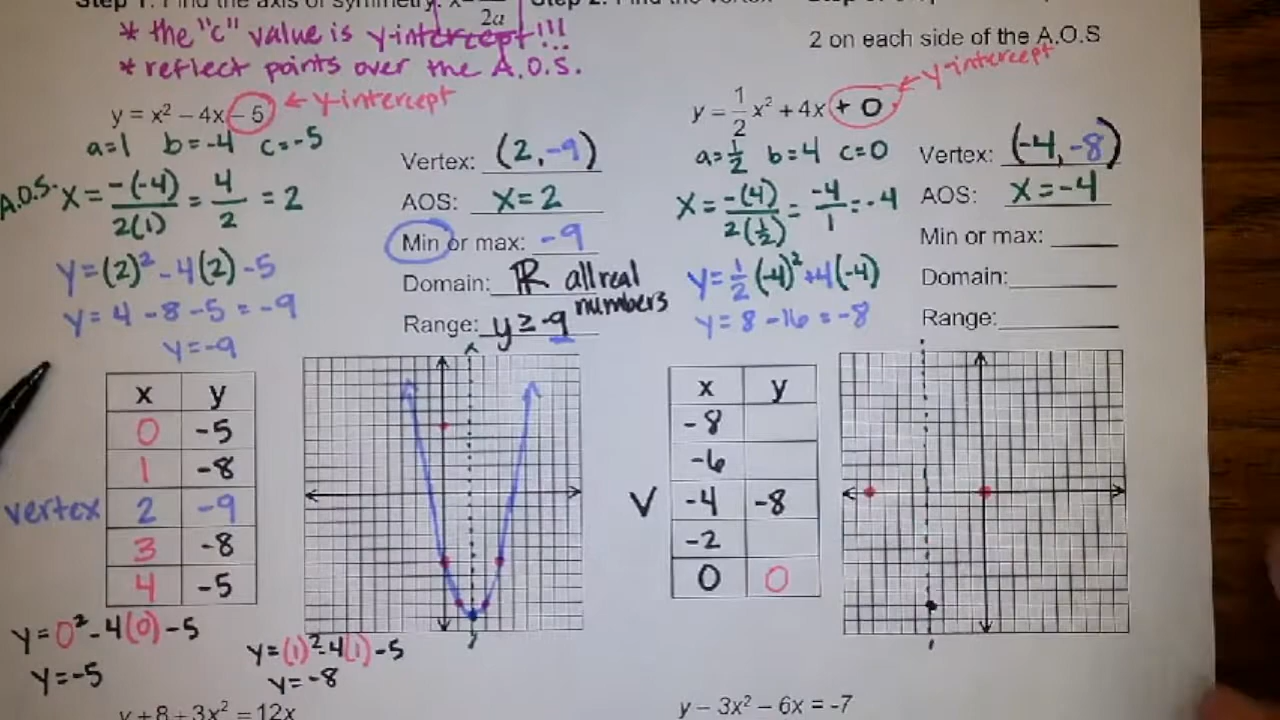 2a
* the "c" value is y-intercept!!!
2 on each side of the A.O.S
* reflect points over the A.O.S.
y = x² − 4x − 5 ← y-intercept
a=1 b=-4 c=-5
A.O.S. x = -(-4)/2(1) = 4/2 = 2
y=(2)²-4(2)-5
y= 4-8-5 = -9
y=-9
Vertex: (2,-9)
AOS: x=2
Min or max: -9
Domain: ℝ all real numbers
Range: y≥-9
x y
0 -5
1 -8
vertex 2 -9
3 -8
4 -5
y=0²-4(0)-5
y=-5
y=(1)²-4(1)-5
y=-8
y + 8 + 3x² = 12x
← y-intercept
y = 1/2 x² + 4x + 0
a=1/2 b=4 c=0
x= -(4)/2(1/2) = -4/1 = -4
y=1/2(-4)²+4(-4)
y=8-16=-8
Vertex: (-4,-8)
AOS: x=-4
Min or max:
Domain:
Range:
x y
-8
-6
V -4 -8
-2
0 0
y − 3x² − 6x = -7